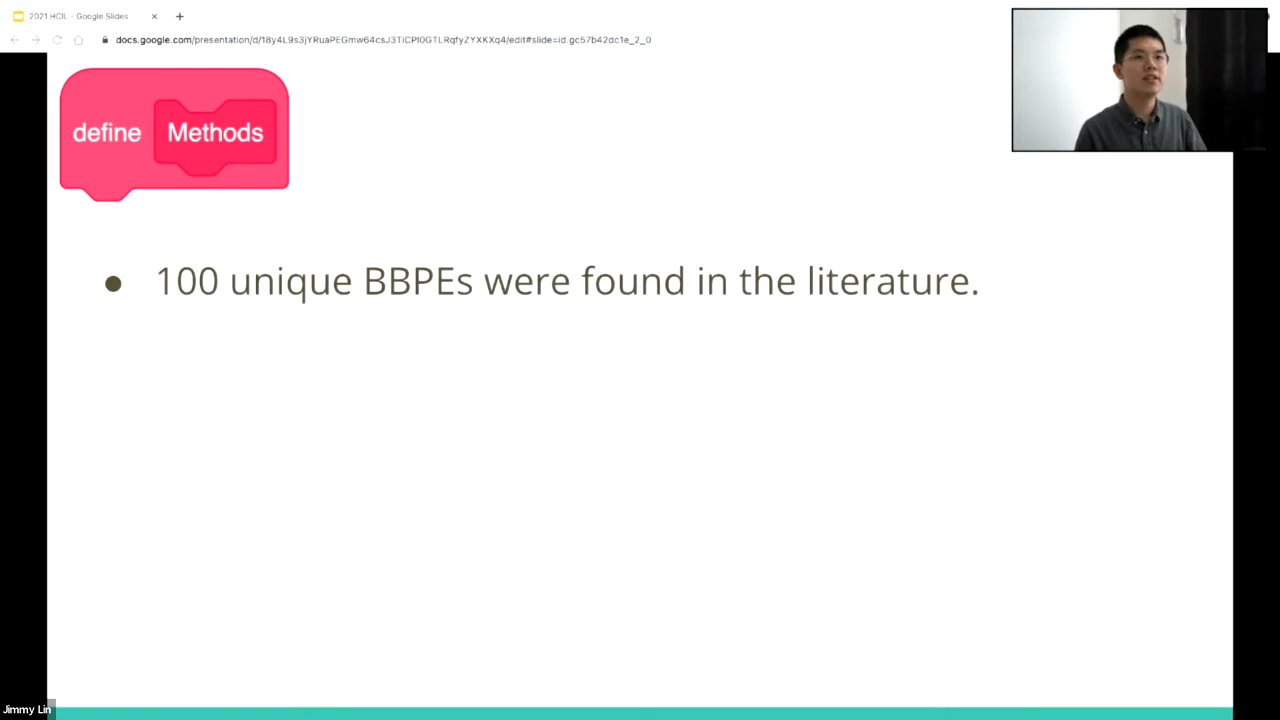 2021 HCIL - Google Slides
docs.google.com/presentation/d/18y4L9s3jYRuaPEGmw64csJ3TiCPI0GTLRqfyZYXKXq4/edit#slide=id.gc57b42dc1e_2_0
define Methods
● 100 unique BBPEs were found in the literature.
Jimmy Lin